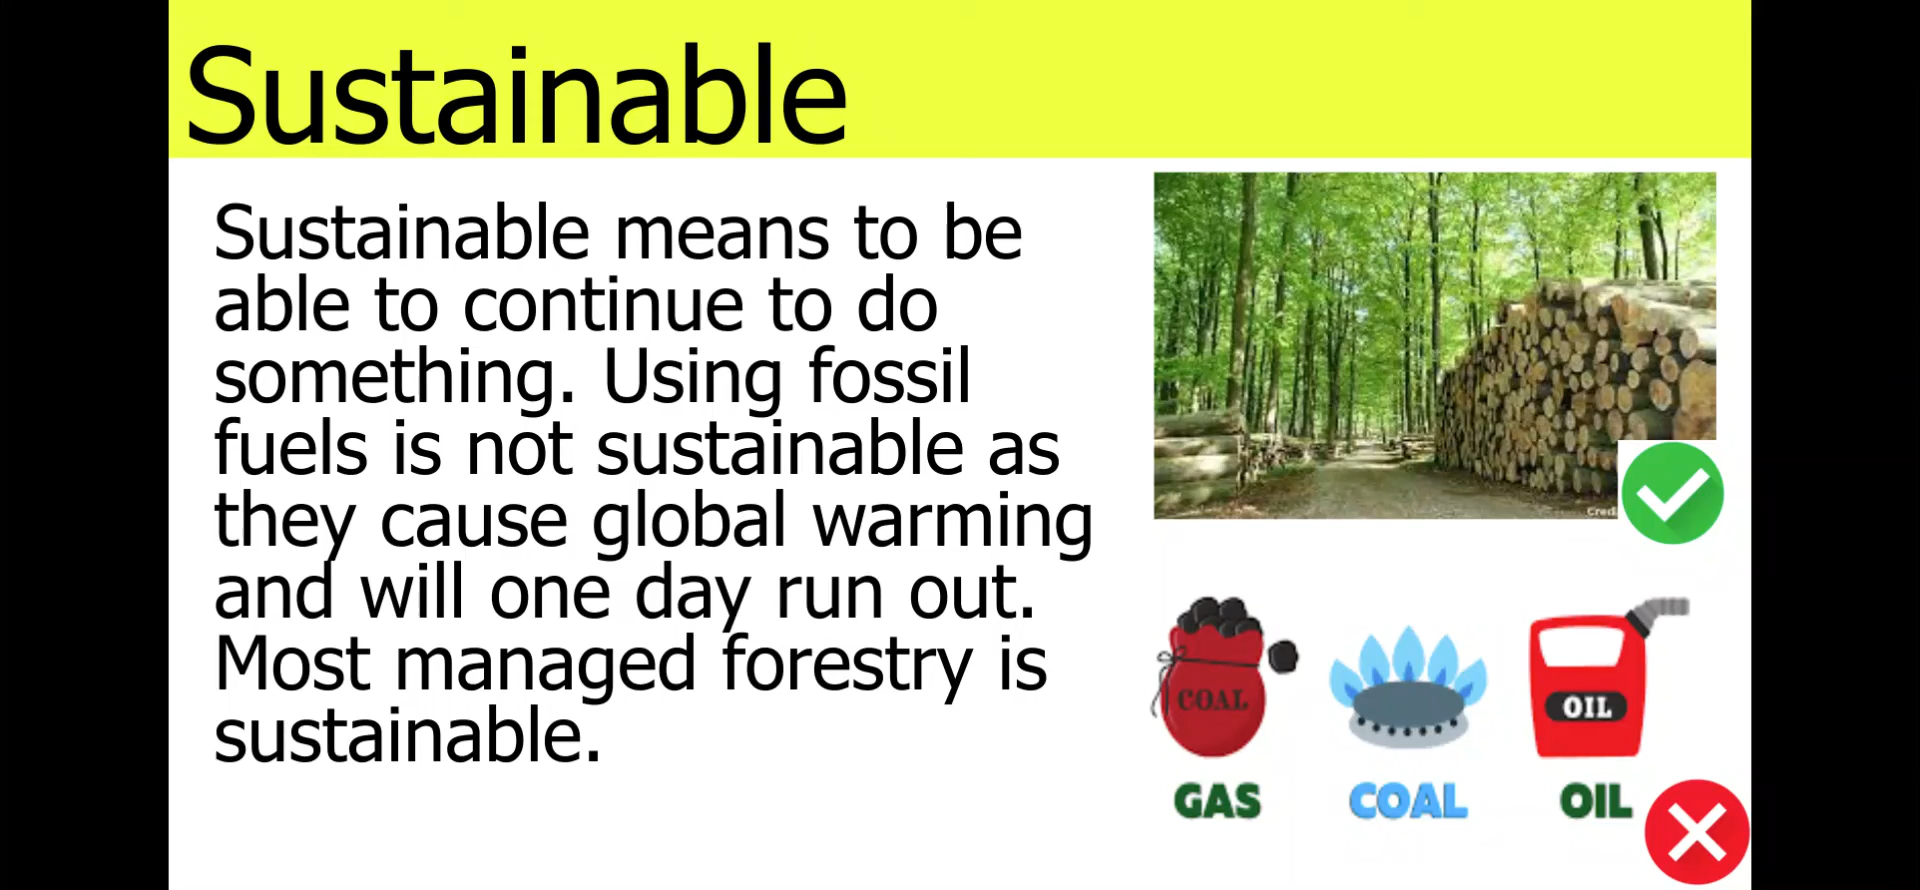 Sustainable
Sustainable means to be
able to continue to do
something. Using fossil
fuels is not sustainable as
they cause global warming
and will one day run out.
Most managed forestry is
sustainable.
COAL
OIL
GAS
COAL
OIL